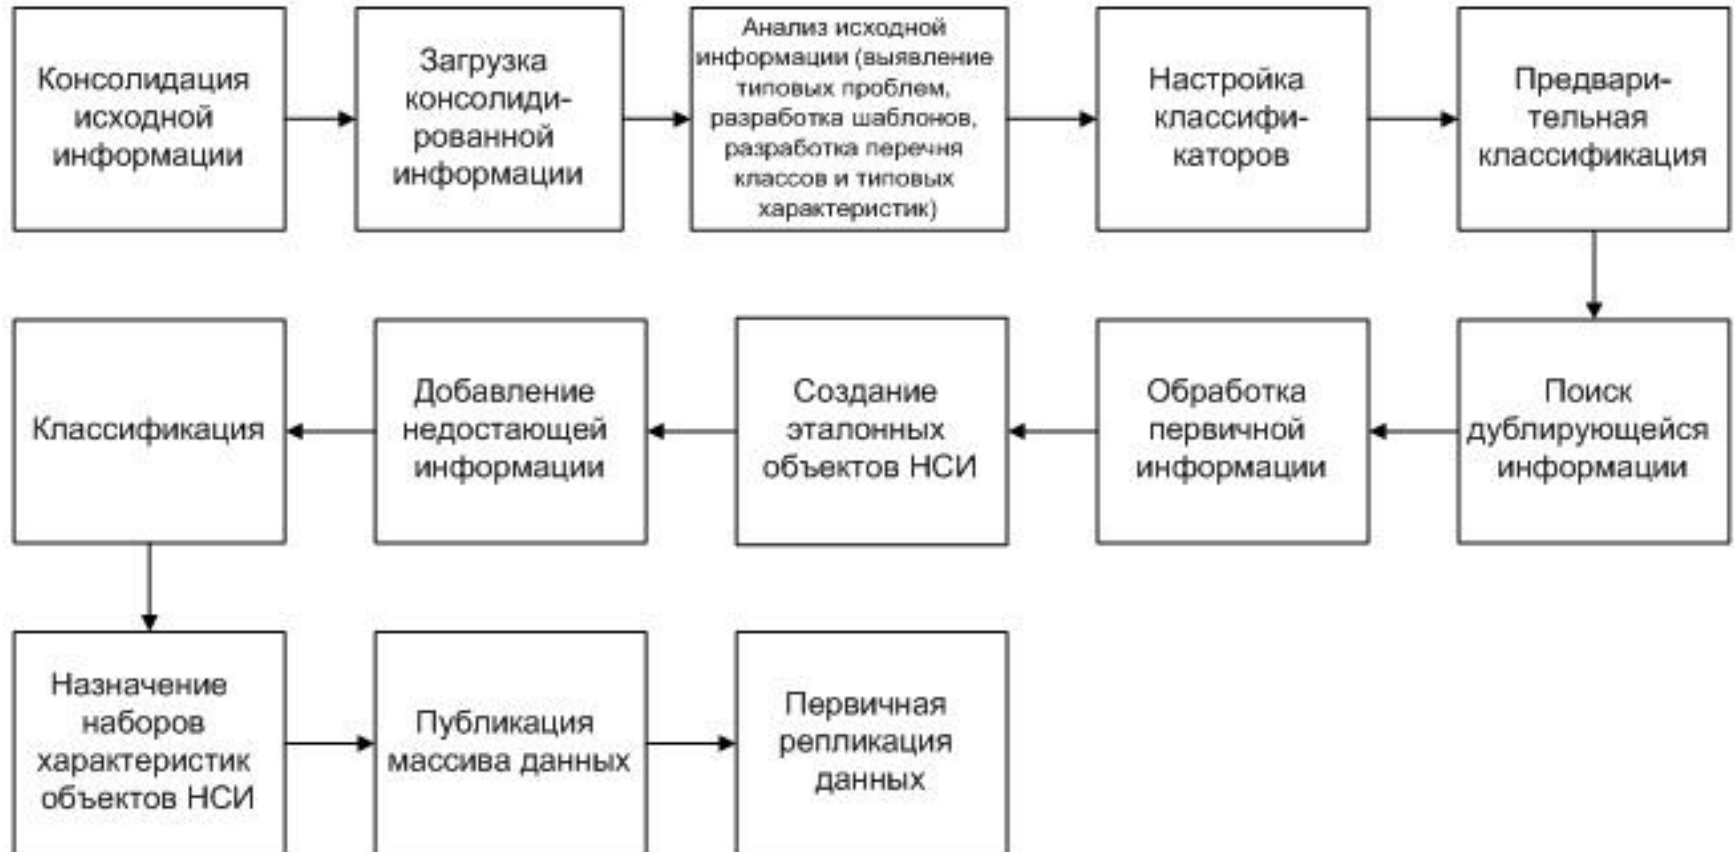 Консолидация
исходной
информации
Загрузка
консолиди-
рованной
информации
Анализ исходной
информации (выявление
типовых проблем,
разработка шаблонов,
разработка перечня
классов и типовых
характеристик)
Настройка
классифи-
каторов
Предвари-
тельная
классификация
Поиск
дублирующейся
информации
Обработка
первичной
информации
Создание
эталонных
объектов НСИ
Добавление
недостающей
информации
Классификация
Назначение
наборов
характеристик
объектов НСИ
Публикация
массива данных
Первичная
репликация
данных